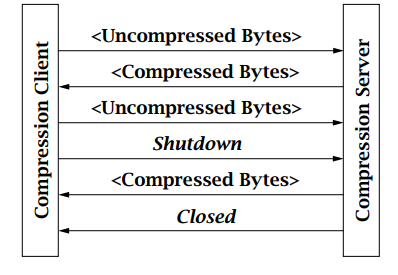 Compression Client
<Uncompressed Bytes>
<Compressed Bytes>
<Uncompressed Bytes>
Shutdown
<Compressed Bytes>
Closed
Compression Server